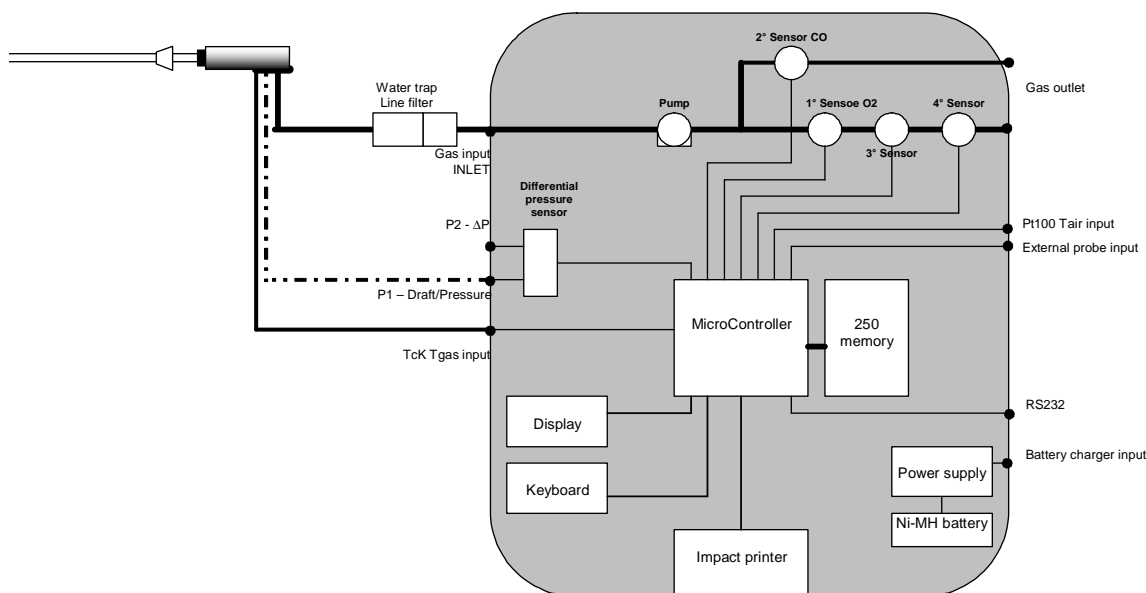 2° Sensor CO
Gas outlet
Water trap
Line filter
Pump
1° Sensoe O2
4° Sensor
3° Sensor
Gas input
INLET
Differential
pressure
sensor
P2 - ΔP
Pt100 Tair input
External probe input
P1 – Draft/Pressure
MicroController
250
memory
TcK Tgas input
RS232
Display
Battery charger input
Power supply
Keyboard
Ni-MH battery
Impact printer